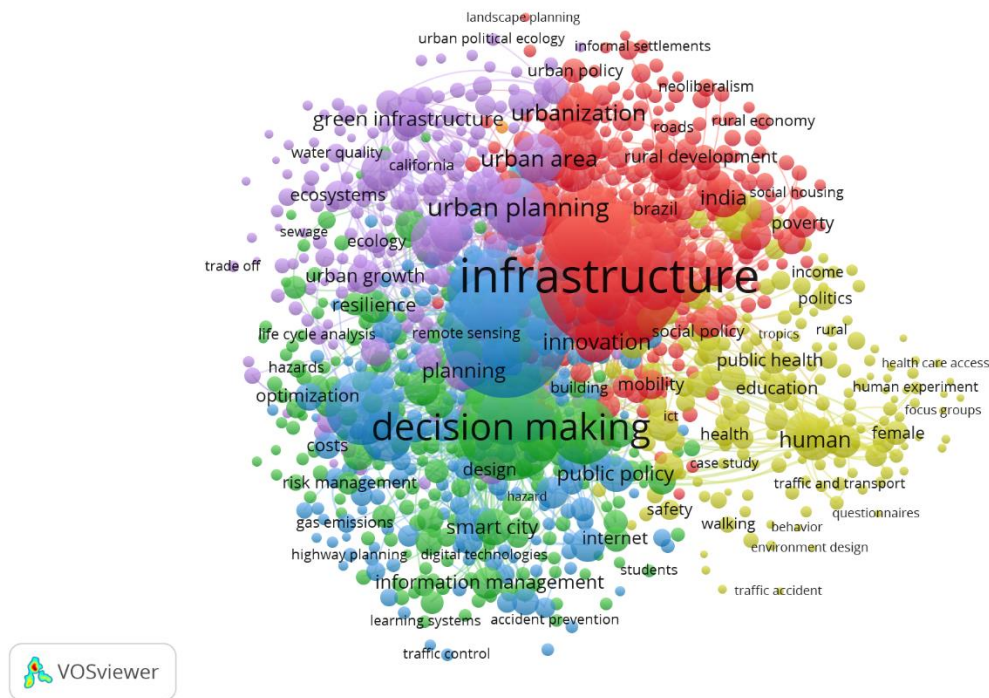 landscape planning
urban political ecology
informal settlements
urban policy
neoliberalism
green infrastructure
urbanization
roads
rural economy
water quality
california
urban area
rural development
ecosystems
urban planning
brazil
india
social housing
poverty
sewage
ecology
trade off
urban growth
infrastructure
income
politics
resilience
life cycle analysis
remote sensing
innovation
social policy
tropics
rural
hazards
planning
building
mobility
public health
health care access
optimization
education
human experiment
ict
focus groups
costs
decision making
health
human
female
case study
risk management
design
public policy
traffic and transport
hazard
safety
questionnaires
gas emissions
smart city
internet
walking
behavior
highway planning
digital technologies
environment design
information management
students
traffic accident
learning systems
accident prevention
traffic control
VOSviewer